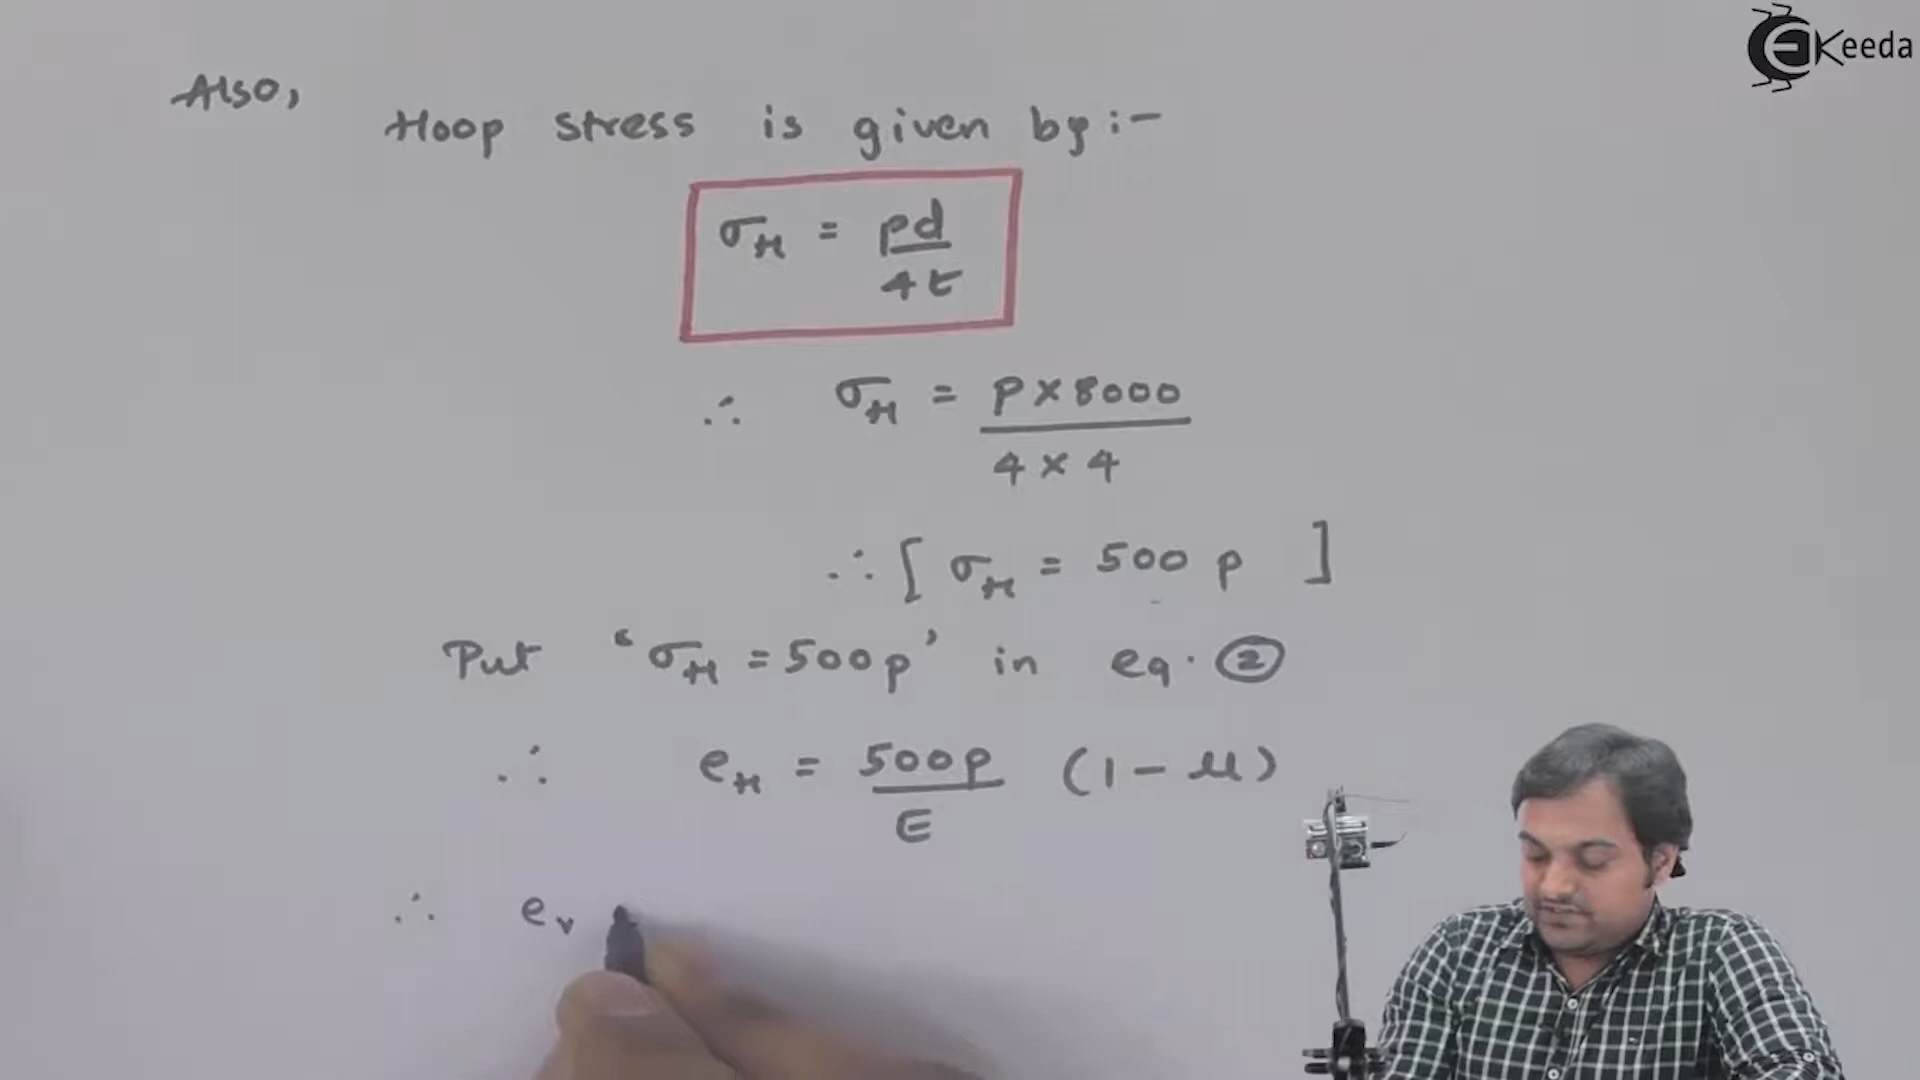 Ekeeda
Also,
Hoop stress is given by:-
σH = pd/4t
∴ σH = P×8000/4×4
∴ [ σH = 500 p ]
Put 'σH = 500p' in eq. ②
∴ eH = 500p/E (1 - μ)
∴ ev